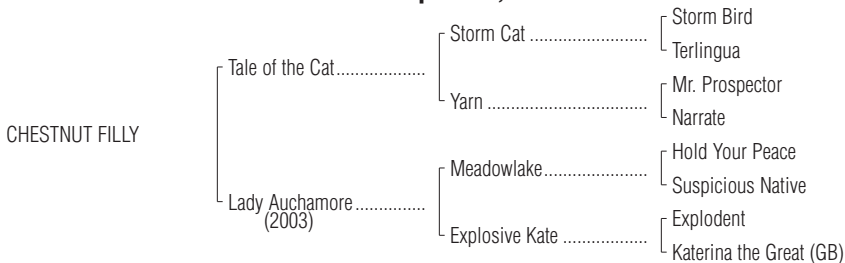 Storm Bird
Storm Cat ........................
Terlingua
Tale of the Cat...................
Mr. Prospector
Yarn ..................................
Narrate
CHESTNUT FILLY
Hold Your Peace
Meadowlake......................
Suspicious Native
Lady Auchamore ...............
(2003)
Explodent
Explosive Kate ..................
Katerina the Great (GB)